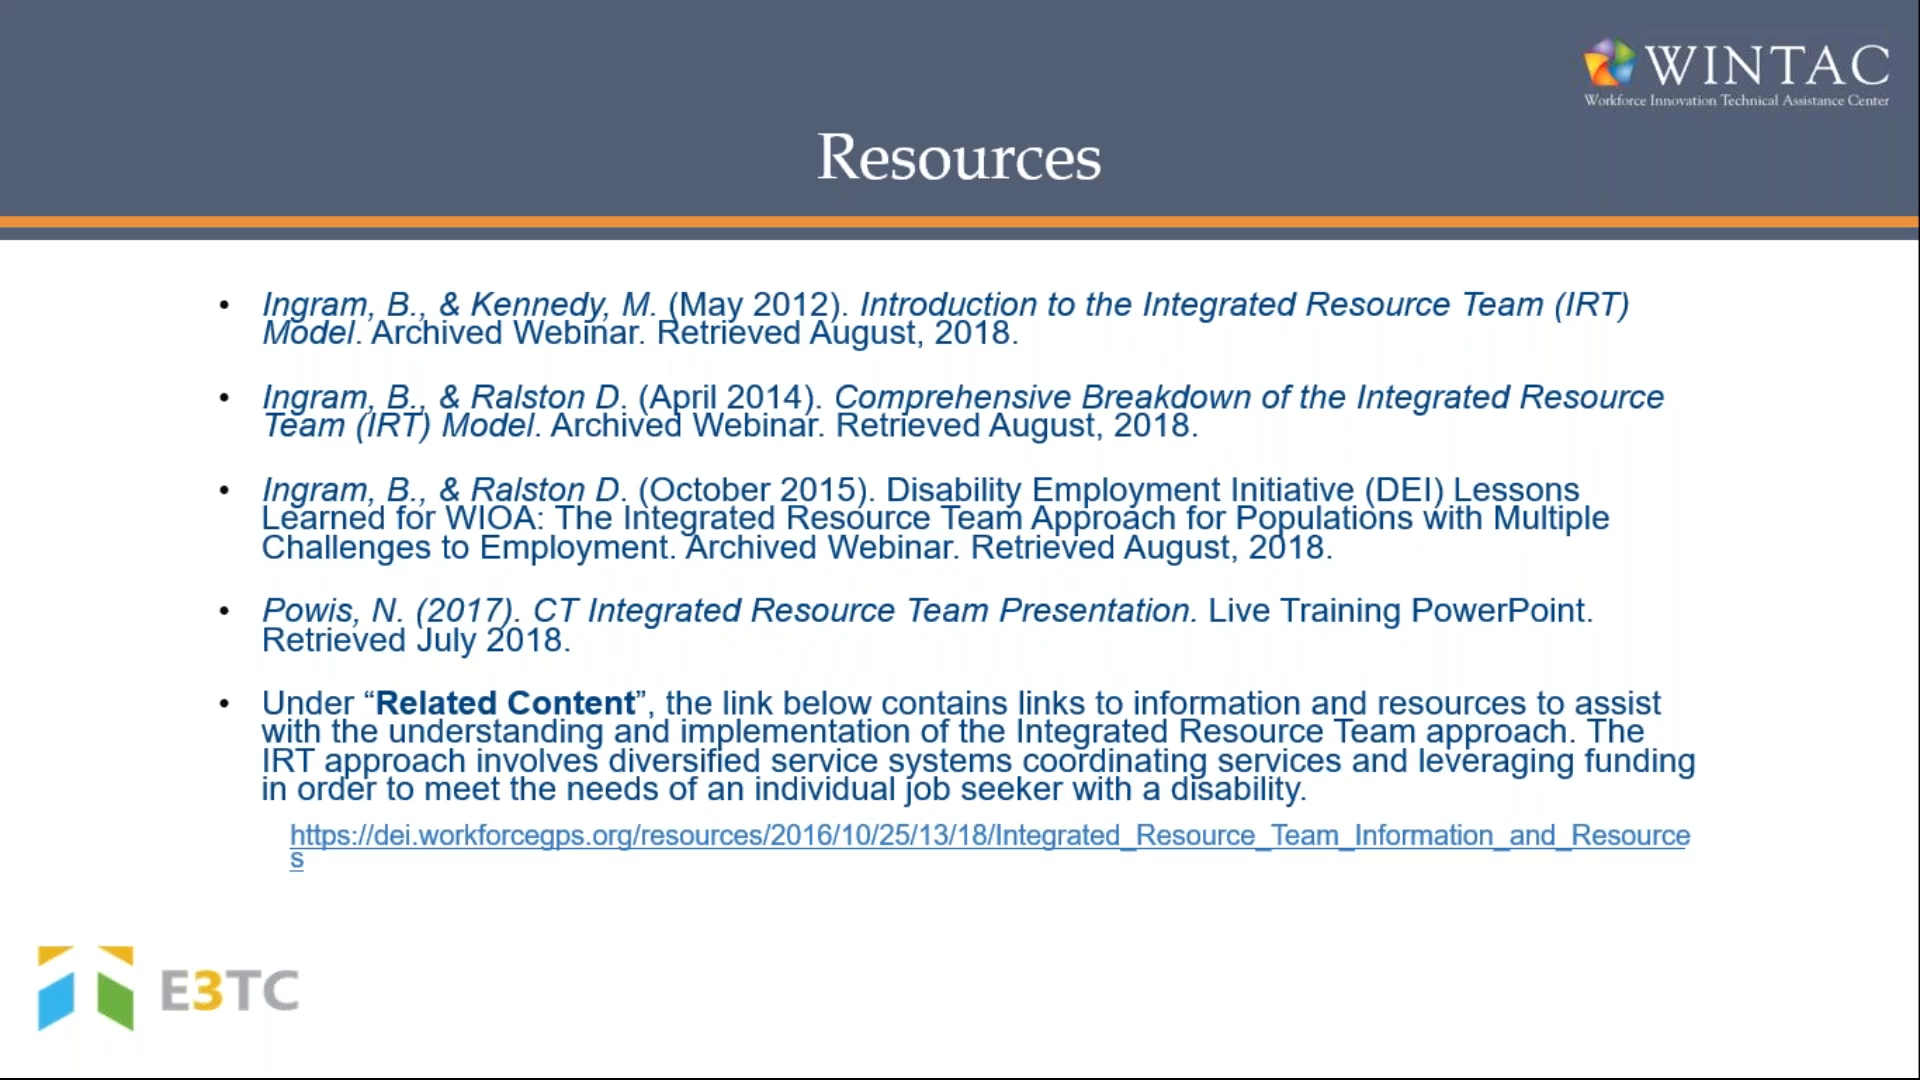 WINTAC
Workforce Innovation Technical Assistance Center
Resources
• Ingram, B., & Kennedy, M. (May 2012). Introduction to the Integrated Resource Team (IRT)
Model. Archived Webinar. Retrieved August, 2018.
• Ingram, B., & Ralston D. (April 2014). Comprehensive Breakdown of the Integrated Resource
Team (IRT) Model. Archived Webinar. Retrieved August, 2018.
• Ingram, B., & Ralston D. (October 2015). Disability Employment Initiative (DEI) Lessons
Learned for WIOA: The Integrated Resource Team Approach for Populations with Multiple
Challenges to Employment. Archived Webinar. Retrieved August, 2018.
• Powis, N. (2017). CT Integrated Resource Team Presentation. Live Training PowerPoint.
Retrieved July 2018.
• Under “Related Content”, the link below contains links to information and resources to assist
with the understanding and implementation of the Integrated Resource Team approach. The
IRT approach involves diversified service systems coordinating services and leveraging funding
in order to meet the needs of an individual job seeker with a disability.
https://dei.workforcegps.org/resources/2016/10/25/13/18/Integrated_Resource_Team_Information_and_Resource
s
E3TC